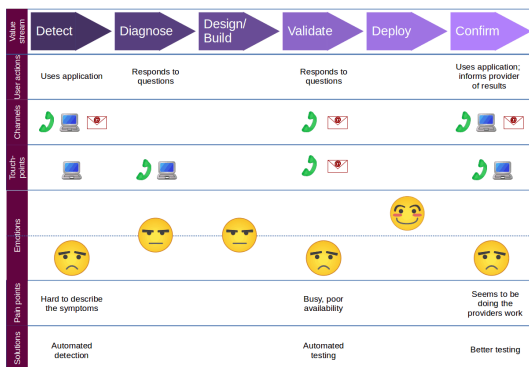 Value
stream
Detect
Diagnose
Design/
Build
Validate
Deploy
Confirm
User actions
Uses application
Responds to
questions
Responds to
questions
Uses application;
informs provider
of results
Channels
Touch-
points
Emotions
Pain points
Hard to describe
the symptoms
Busy, poor
availability
Seems to be
doing the
providers work
Solutions
Automated
detection
Automated
testing
Better testing